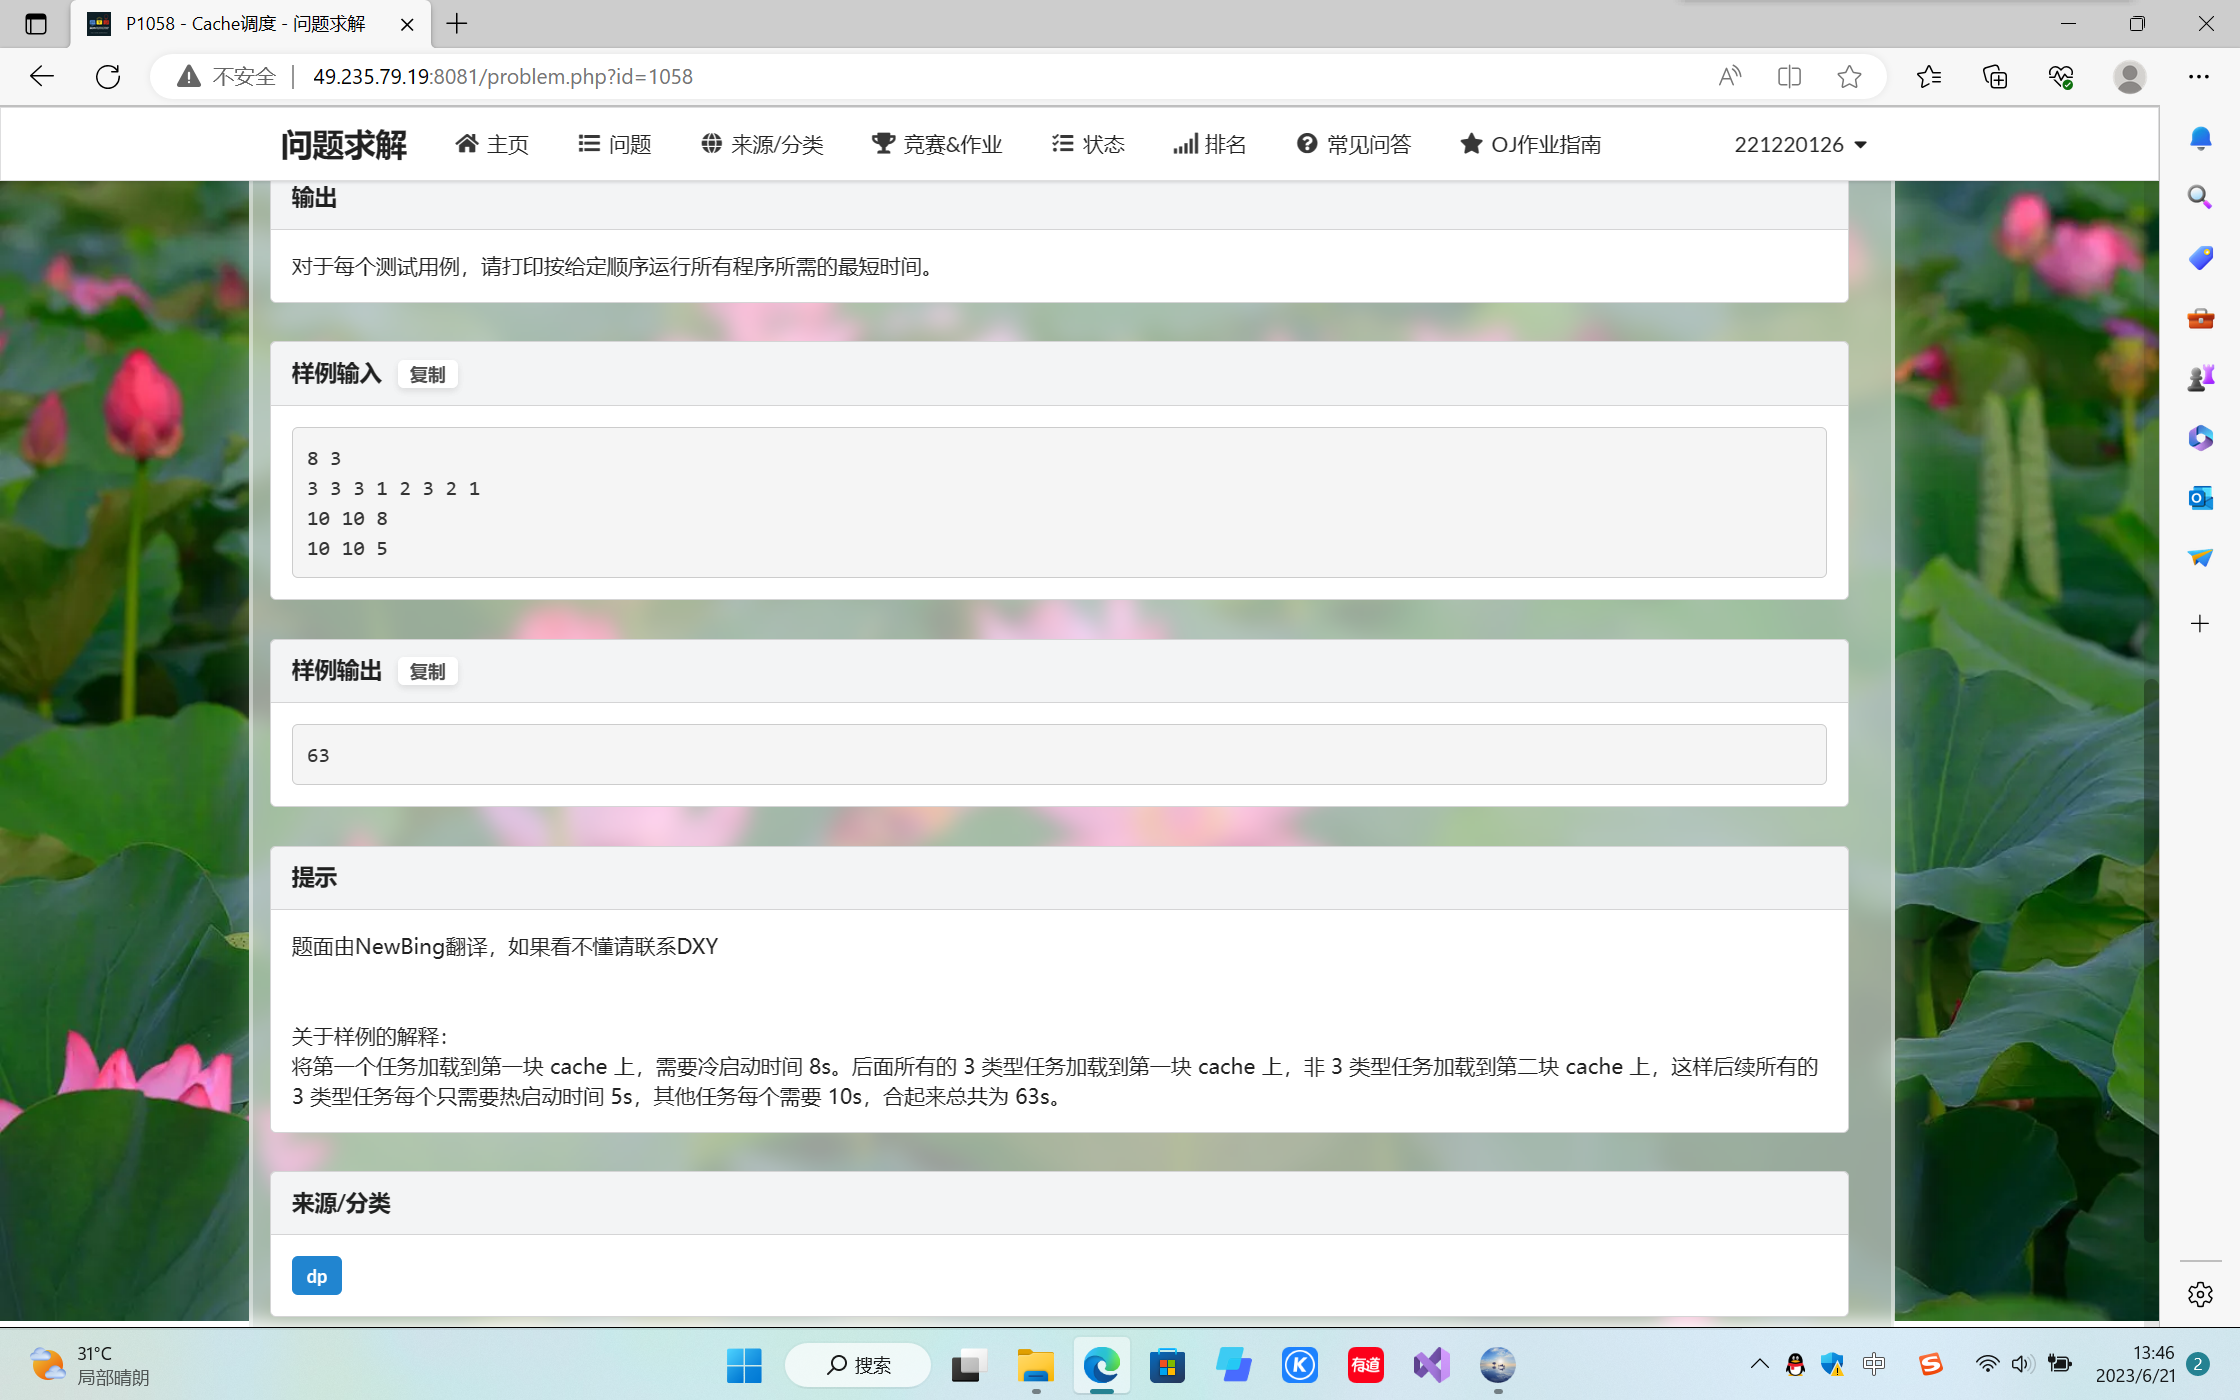 P1058 - Cache调度 - 问题求解
不安全 49.235.79.19:8081/problem.php?id=1058
问题求解 主页 问题 来源/分类 竞赛&作业 状态 排名 常见问答 OJ作业指南 221220126
输出
对于每个测试用例，请打印按给定顺序运行所有程序所需的最短时间。
样例输入 复制
8 3
3 3 3 1 2 3 2 1
10 10 8
10 10 5
样例输出 复制
63
提示
题面由NewBing翻译，如果看不懂请联系DXY
关于样例的解释：
将第一个任务加载到第一块 cache 上，需要冷启动时间 8s。后面所有的 3 类型任务加载到第一块 cache 上，非 3 类型任务加载到第二块 cache 上，这样后续所有的
3 类型任务每个只需要热启动时间 5s，其他任务每个需要 10s，合起来总共为 63s。
来源/分类
dp
31°C
局部晴朗
搜索
有道
中
13:46
2023/6/21
2